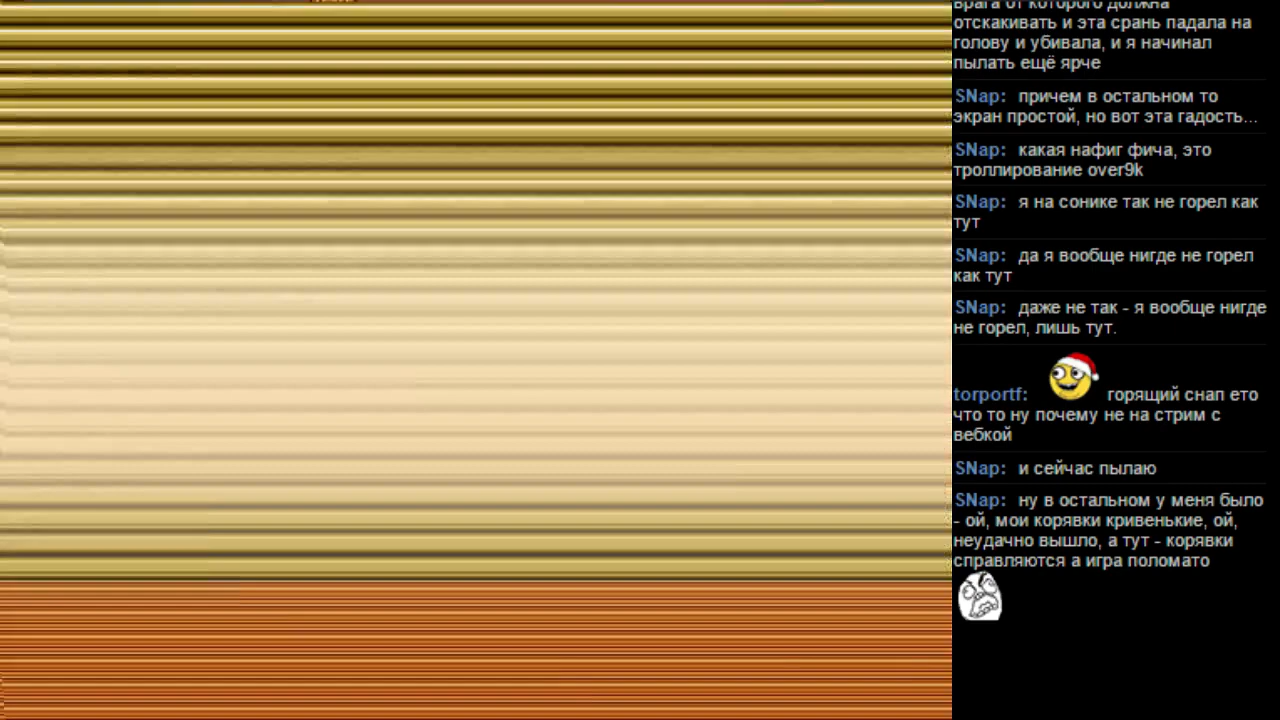 врага от которого должна
отскакивать и эта срань падала на
голову и убивала, и я начинал
пылать ещё ярче
SNap: причем в остальном то
экран простой, но вот эта гадость...
SNap: какая нафиг фича, это
троллирование over9k
SNap: я на сонике так не горел как
тут
SNap: да я вообще нигде не горел
как тут
SNap: даже не так - я вообще нигде
не горел, лишь тут.
torportf: горящий снап ето
что то ну почему не на стрим с
вебкой
SNap: и сейчас пылаю
SNap: ну в остальном у меня было
- ой, мои корявки кривенькие, ой,
неудачно вышло, а тут - корявки
справляются а игра поломато